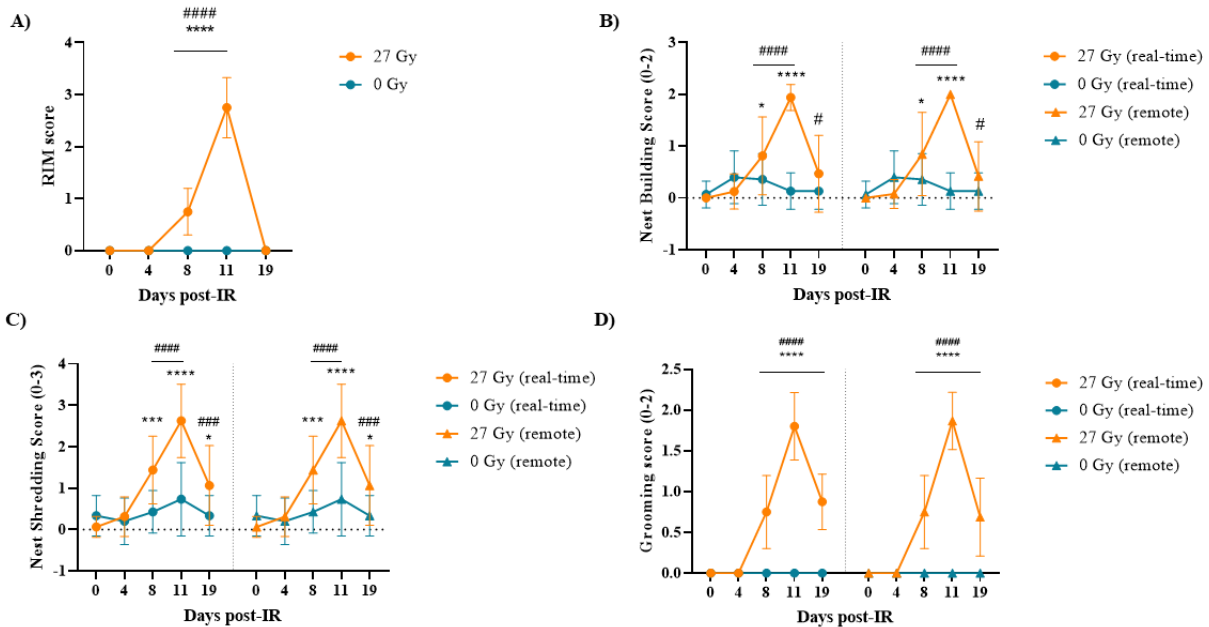 A)
####
****
4
3
2
1
0
RIM score
0 4 8 11 19
Days post-IR
27 Gy
0 Gy
B)
#### ####
**** ****
* *
# #
3
2
1
0
-1
Nest Building Score (0-2)
0 4 8 11 19 0 4 8 11 19
Days post-IR
27 Gy (real-time)
0 Gy (real-time)
27 Gy (remote)
0 Gy (remote)
C)
#### ####
**** ****
*** ### *** ###
* *
4
3
2
1
0
-1
Nest Shredding Score (0-3)
0 4 8 11 19 0 4 8 11 19
Days post-IR
27 Gy (real-time)
0 Gy (real-time)
27 Gy (remote)
0 Gy (remote)
D)
#### ####
**** ****
2.5
2.0
1.5
1.0
0.5
0.0
Grooming score (0-2)
0 4 8 11 19 0 4 8 11 19
Days post-IR
27 Gy (real-time)
0 Gy (real-time)
27 Gy (remote)
0 Gy (remote)